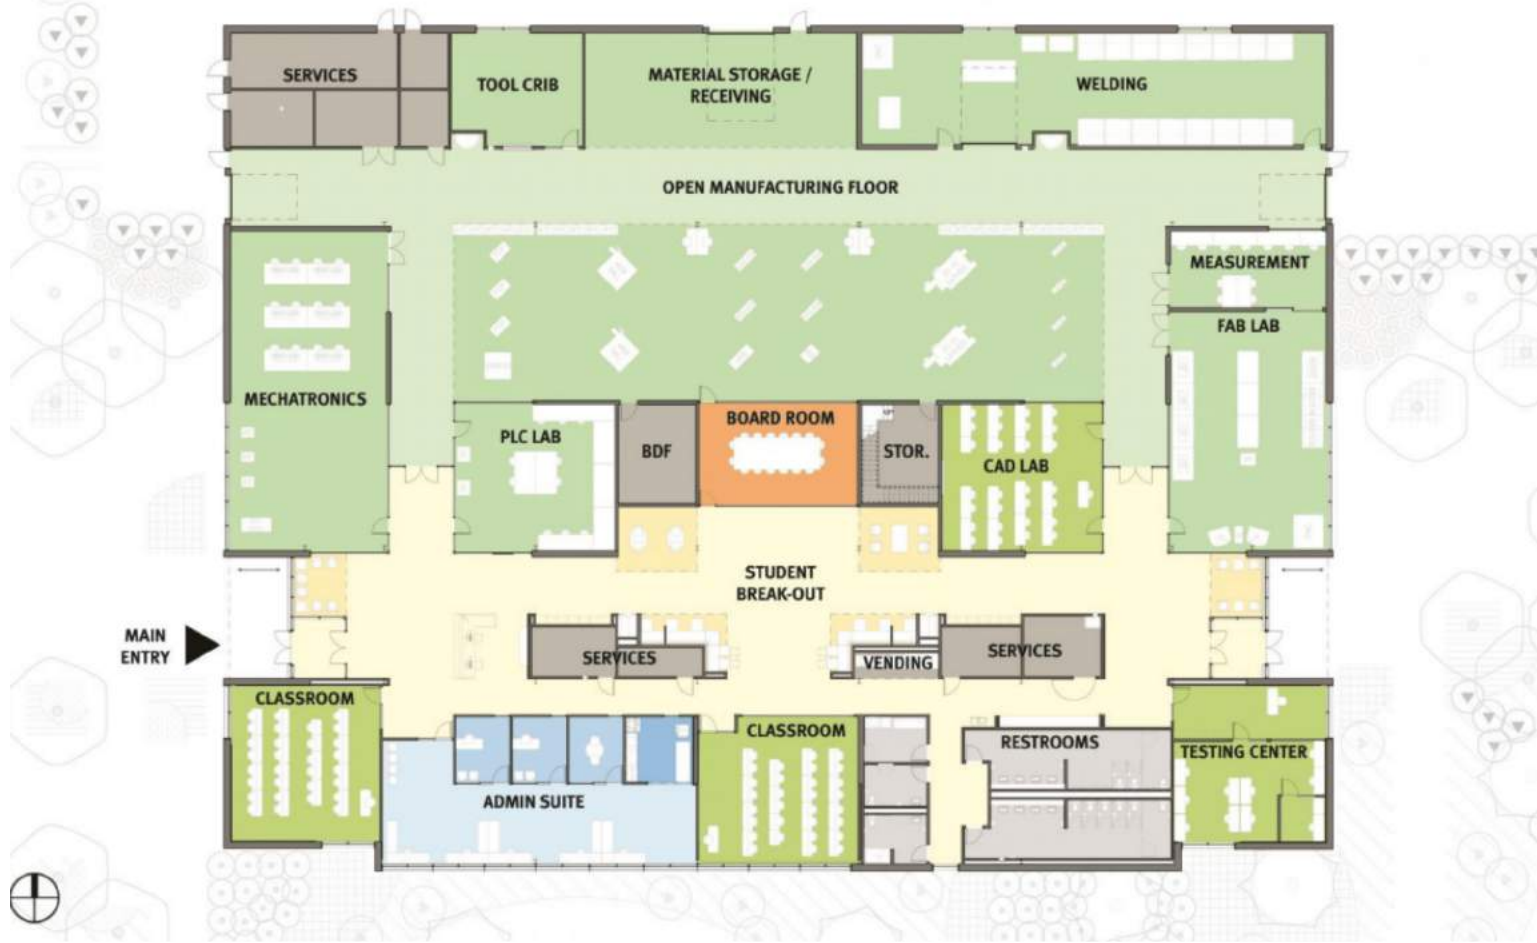 SERVICES
TOOL CRIB
MATERIAL STORAGE /
RECEIVING
WELDING
OPEN MANUFACTURING FLOOR
MEASUREMENT
FAB LAB
MECHATRONICS
PLC LAB
BDF
BOARD ROOM
STOR.
CAD LAB
STUDENT
BREAK-OUT
MAIN
ENTRY
SERVICES
VENDING
SERVICES
CLASSROOM
ADMIN SUITE
CLASSROOM
RESTROOMS
TESTING CENTER